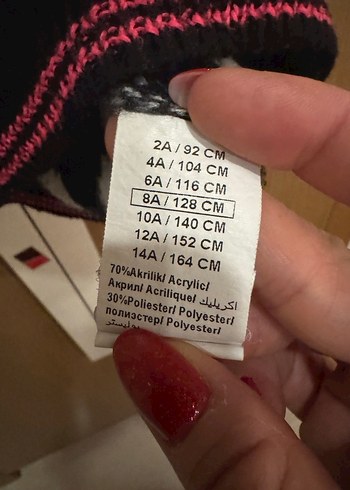 2A / 92 CM
4A / 104 CM
6A / 116 CM
8A / 128 CM
10A / 140 CM
12A / 152 CM
14A / 164 CM
70%Akrilik/ Acrylic/
Акрил/ Acrilique/ اكريليك
30%Poliester/ Polyester/
полиэстер/ Polyester/